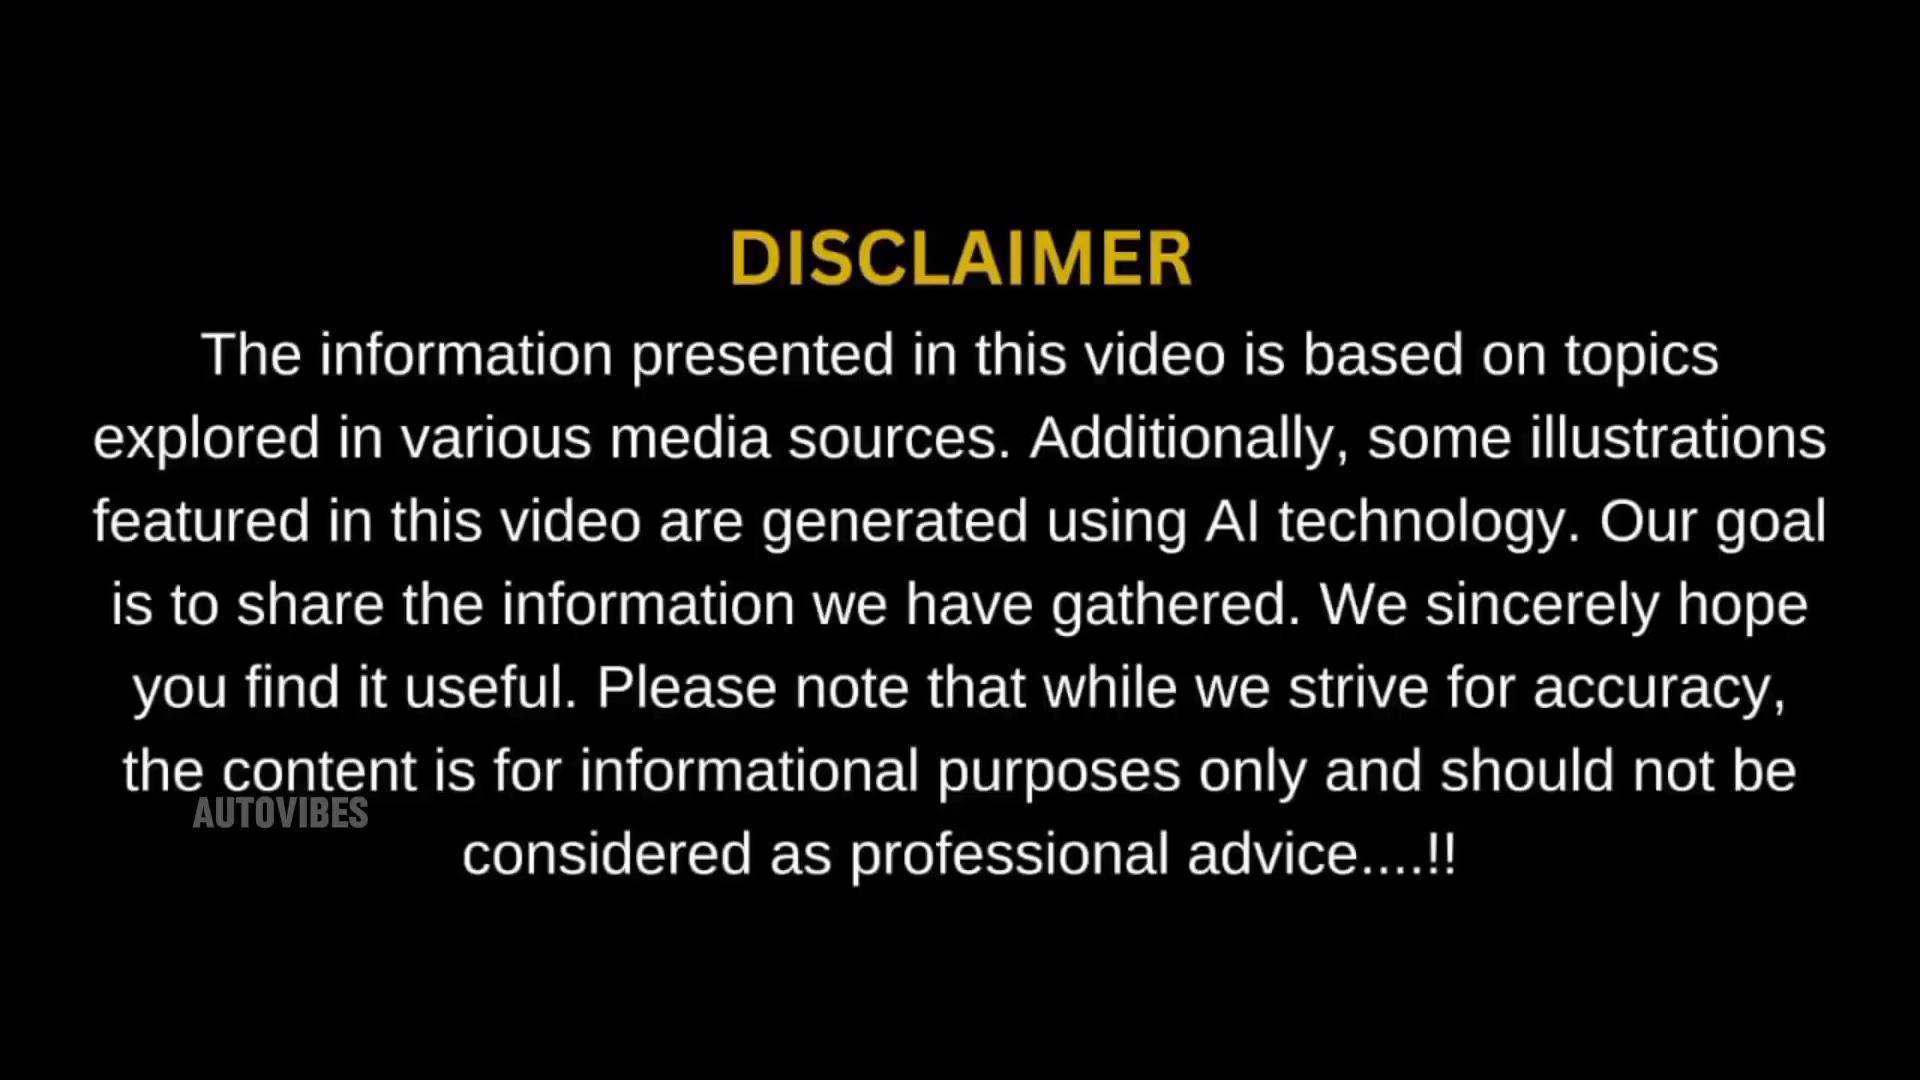 DISCLAIMER
The information presented in this video is based on topics
explored in various media sources. Additionally, some illustrations
featured in this video are generated using AI technology. Our goal
is to share the information we have gathered. We sincerely hope
you find it useful. Please note that while we strive for accuracy,
the content is for informational purposes only and should not be
AUTOVIBES
considered as professional advice....!!